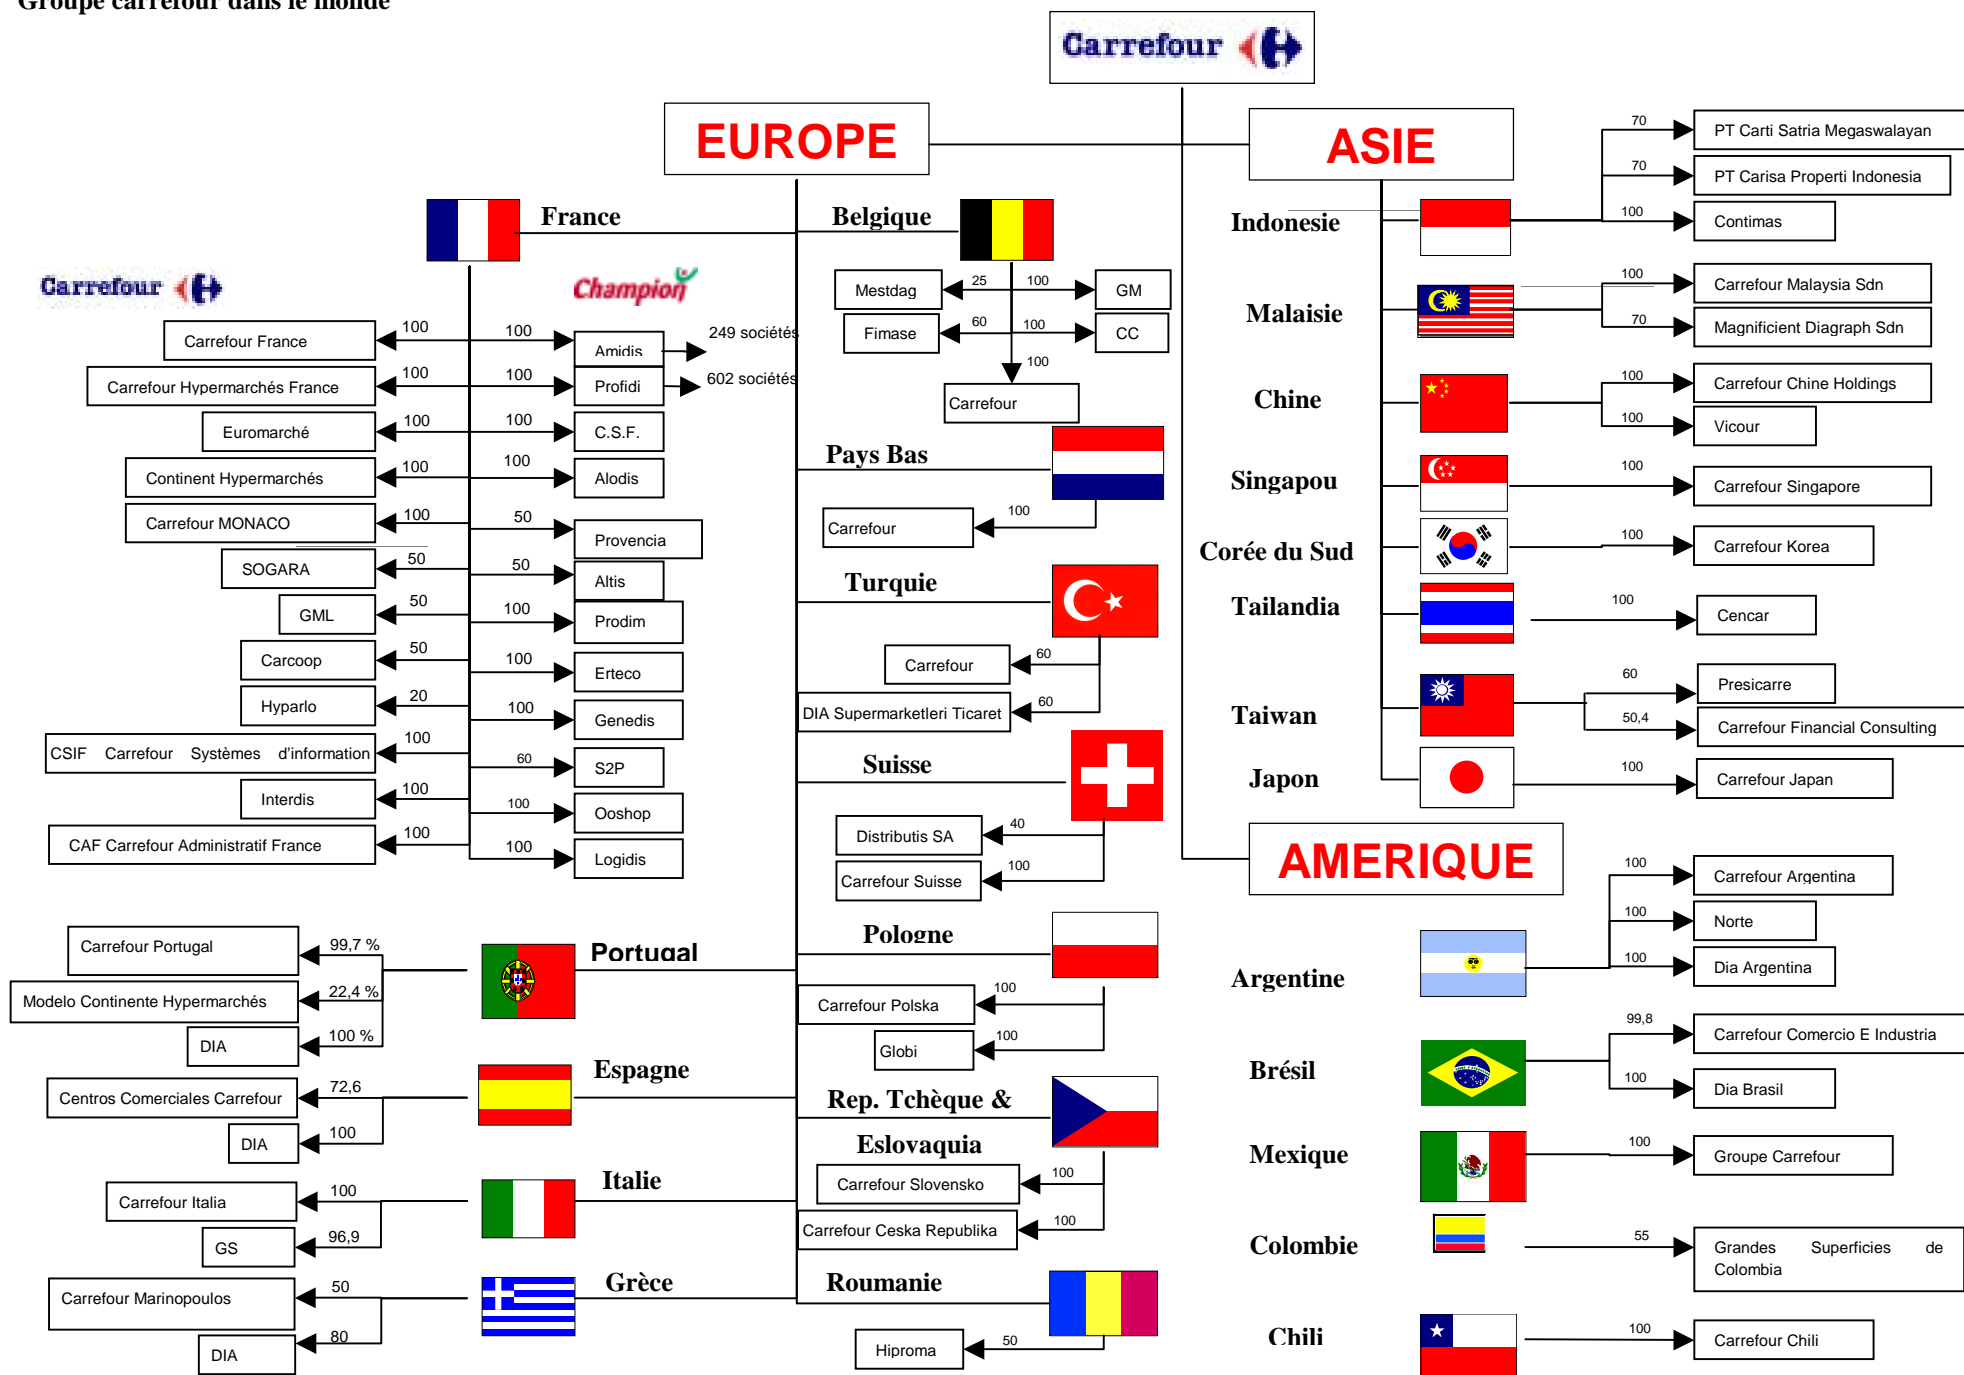 Groupe carrefour dans le monde
Carrefour
EUROPE
ASIE
France
Carrefour
Champion
100
Carrefour France
100
Carrefour Hypermarchés France
100
Euromarché
100
Continent Hypermarchés
100
Carrefour MONACO
50
SOGARA
50
GML
50
Carcoop
20
Hyparlo
100
CSIF Carrefour Systèmes d'information
100
Interdis
100
CAF Carrefour Administratif France
100
Amidis
249 sociétés
100
Profidi
602 sociétés
100
C.S.F.
100
Alodis
50
Provencia
50
Altis
100
Prodim
100
Erteco
100
Genedis
60
S2P
100
Ooshop
100
Logidis
Portugal
99,7 %
Carrefour Portugal
22,4 %
Modelo Continente Hypermarchés
100 %
DIA
Espagne
72,6
Centros Comerciales Carrefour
100
DIA
Italie
100
Carrefour Italia
96,9
GS
Grèce
50
Carrefour Marinopoulos
80
DIA
Belgique
25
Mestdag
100
GM
60
Fimase
100
CC
100
Carrefour
Pays Bas
100
Carrefour
Turquie
60
Carrefour
60
DIA Supermarketleri Ticaret
Suisse
40
Distributis SA
100
Carrefour Suisse
Pologne
100
Carrefour Polska
100
Globi
Rep. Tchèque &
Eslovaquia
100
Carrefour Slovensko
100
Carrefour Ceska Republika
Roumanie
50
Hiproma
Indonesie
70
PT Carti Satria Megaswalayan
70
PT Carisa Properti Indonesia
100
Contimas
Malaisie
100
Carrefour Malaysia Sdn
70
Magnificient Diagraph Sdn
Chine
100
Carrefour Chine Holdings
100
Vicour
Singapou
100
Carrefour Singapore
Corée du Sud
100
Carrefour Korea
Tailandia
100
Cencar
Taiwan
60
Presicarre
50,4
Carrefour Financial Consulting
Japon
100
Carrefour Japan
AMERIQUE
Argentine
100
Carrefour Argentina
100
Norte
100
Dia Argentina
Brésil
99,8
Carrefour Comercio E Industria
100
Dia Brasil
Mexique
100
Groupe Carrefour
Colombie
55
Grandes Superficies de
Colombia
Chili
100
Carrefour Chili